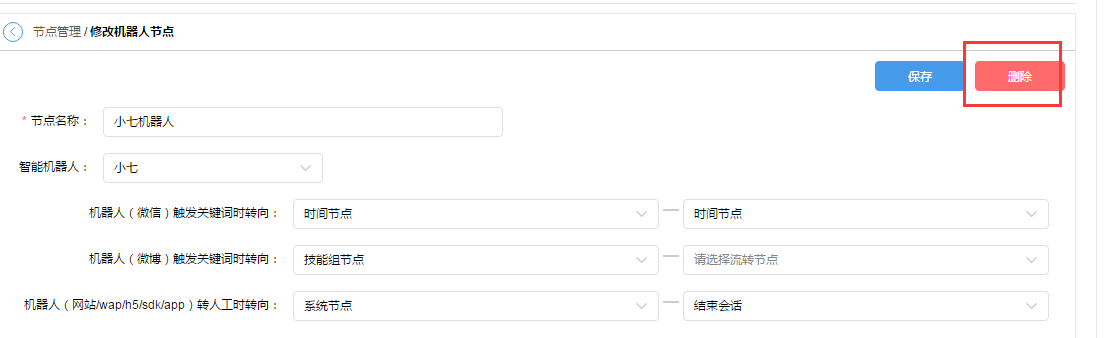 节点管理 / 修改机器人节点
保存 删除
* 节点名称： 小七机器人
智能机器人： 小七
机器人（微信）触发关键词时转向： 时间节点 — 时间节点
机器人（微博）触发关键词时转向： 技能组节点 — 请选择流转节点
机器人（网站/wap/h5/sdk/app）转人工时转向： 系统节点 — 结束会话